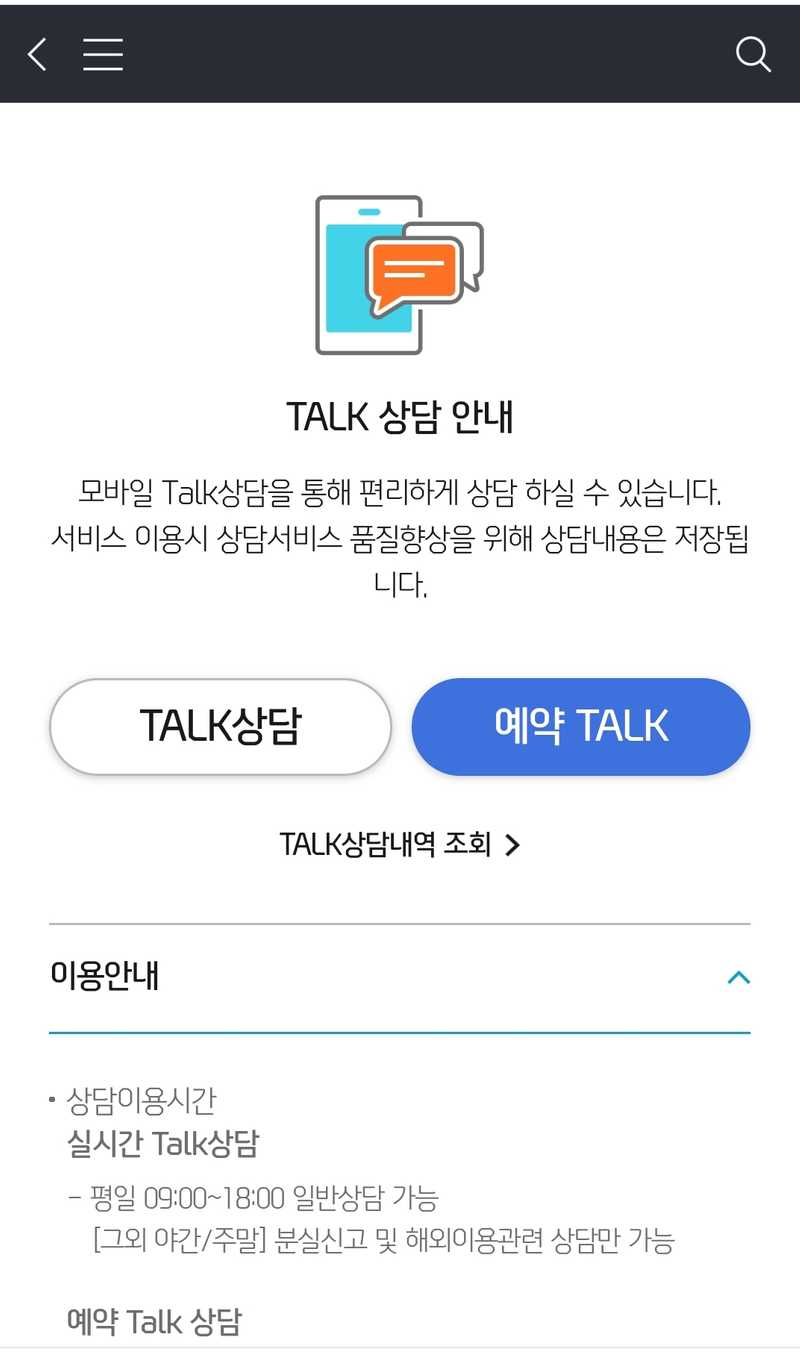 TALK 상담 안내
모바일 Talk상담을 통해 편리하게 상담 하실 수 있습니다.
서비스 이용시 상담서비스 품질향상을 위해 상담내용은 저장됩
니다.
TALK상담
예약 TALK
TALK상담내역 조회 >
이용안내
• 상담이용시간
실시간 Talk상담
- 평일 09:00~18:00 일반상담 가능
[그외 야간/주말] 분실신고 및 해외이용관련 상담만 가능
예약 Talk 상담